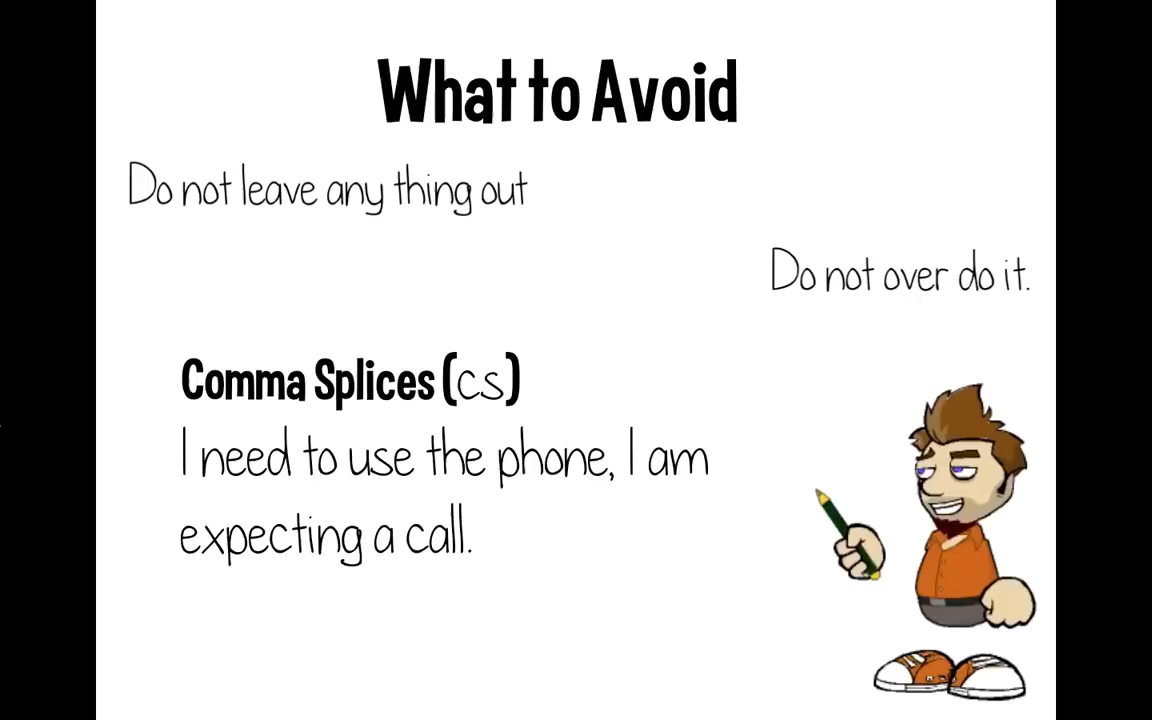 What to Avoid
Do not leave any thing out
Do not over do it.
Comma Splices (cs)
I need to use the phone, I am
expecting a call.